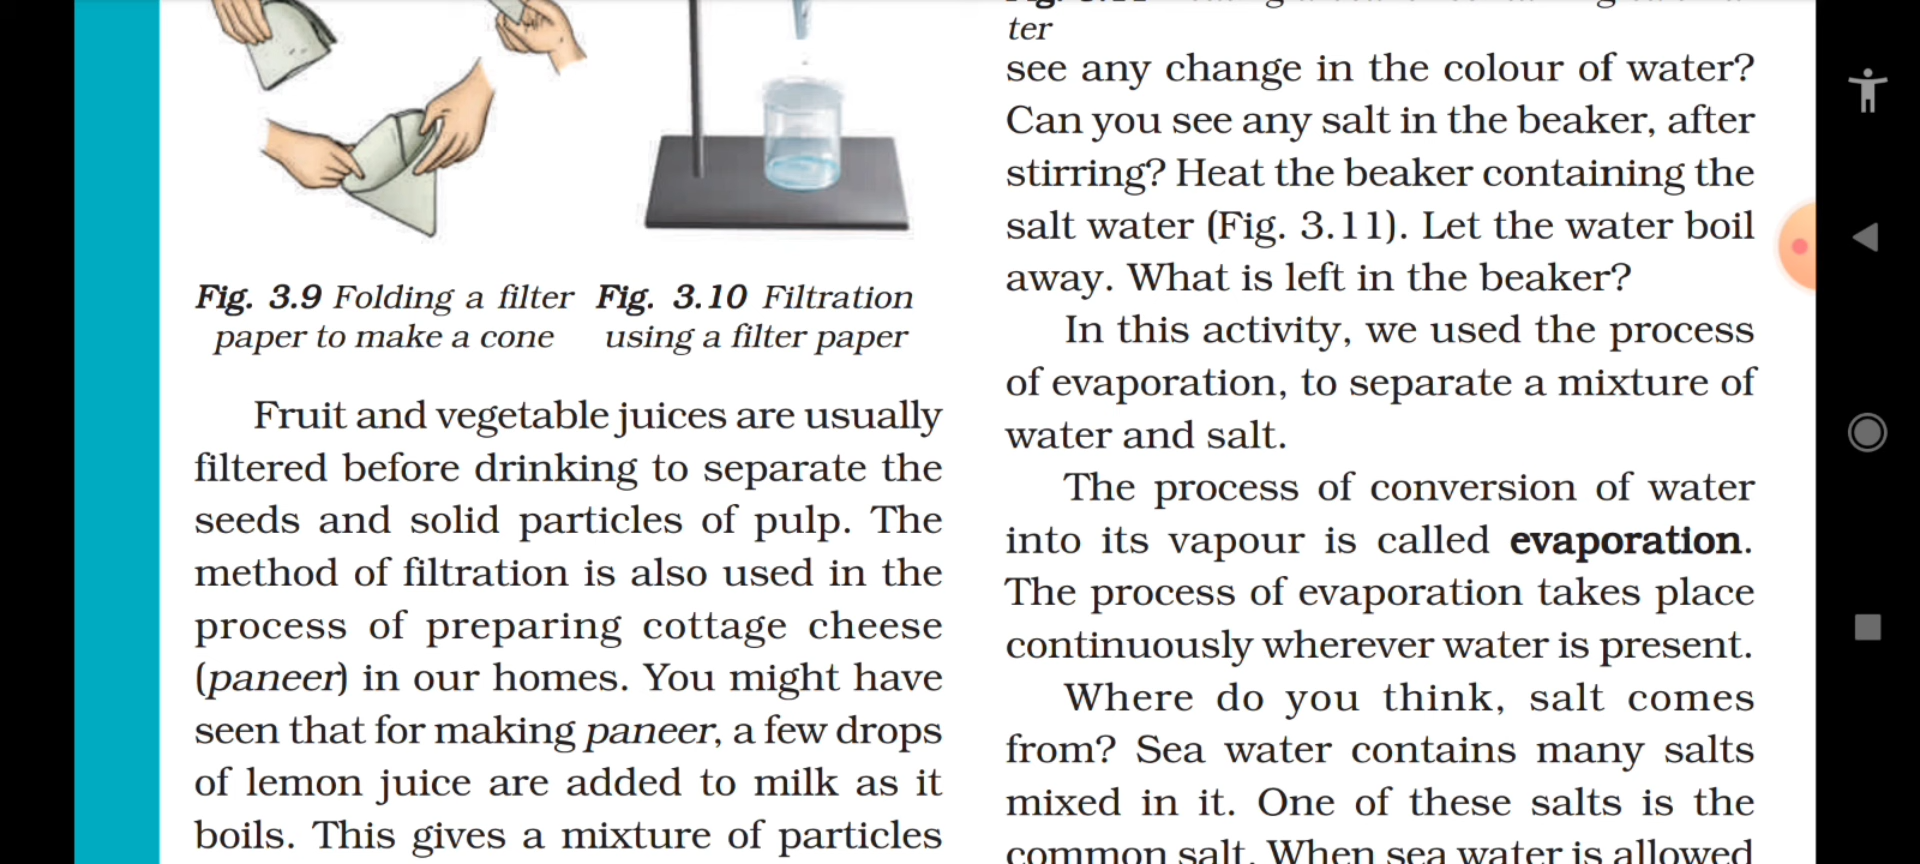 Fig. 3.9 Folding a filter
paper to make a cone
Fig. 3.10 Filtration
using a filter paper
Fruit and vegetable juices are usually
filtered before drinking to separate the
seeds and solid particles of pulp. The
method of filtration is also used in the
process of preparing cottage cheese
(paneer) in our homes. You might have
seen that for making paneer, a few drops
of lemon juice are added to milk as it
boils. This gives a mixture of particles
ter
see any change in the colour of water?
Can you see any salt in the beaker, after
stirring? Heat the beaker containing the
salt water (Fig. 3.11). Let the water boil
away. What is left in the beaker?
In this activity, we used the process
of evaporation, to separate a mixture of
water and salt.
The process of conversion of water
into its vapour is called evaporation.
The process of evaporation takes place
continuously wherever water is present.
Where do you think, salt comes
from? Sea water contains many salts
mixed in it. One of these salts is the
common salt. When sea water is allowed